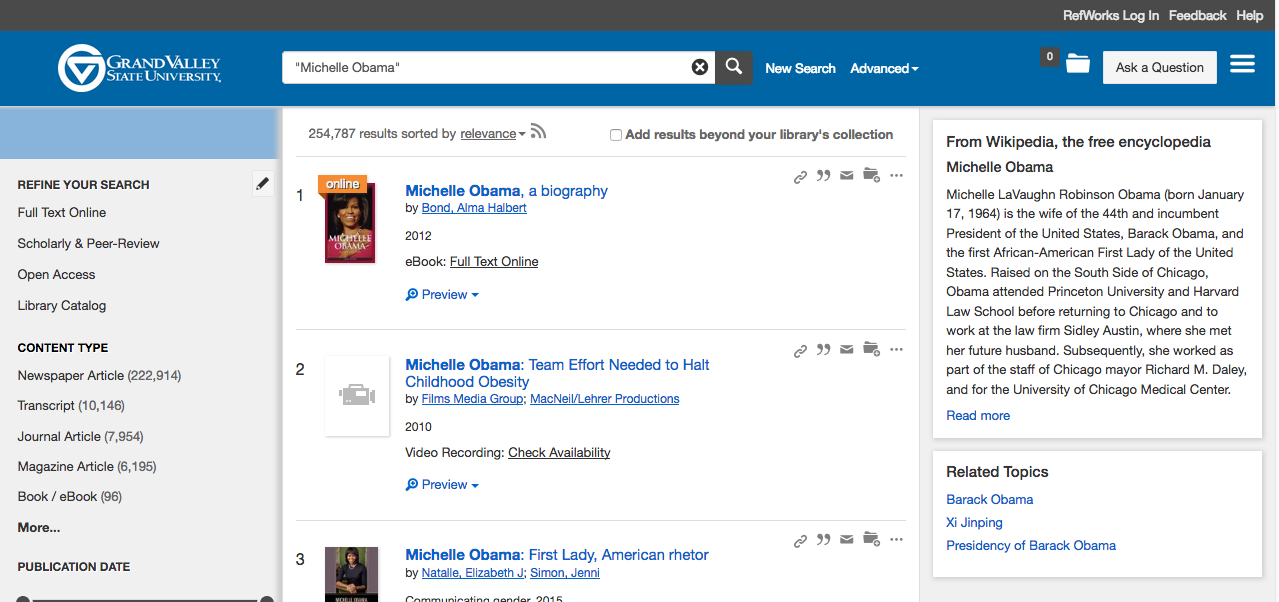 RefWorks Log In Feedback Help
GRAND VALLEY
STATE UNIVERSITY
"Michelle Obama"
New Search Advanced
0
Ask a Question
254,787 results sorted by relevance
Add results beyond your library's collection
REFINE YOUR SEARCH
Full Text Online
Scholarly & Peer-Review
Open Access
Library Catalog
CONTENT TYPE
Newspaper Article (222,914)
Transcript (10,146)
Journal Article (7,954)
Magazine Article (6,195)
Book / eBook (96)
More...
PUBLICATION DATE
1
online
MICHELLE
OBAMA
Michelle Obama, a biography
by Bond, Alma Halbert
2012
eBook: Full Text Online
Preview
2
Michelle Obama: Team Effort Needed to Halt
Childhood Obesity
by Films Media Group; MacNeil/Lehrer Productions
2010
Video Recording: Check Availability
Preview
3
MICHELLE OBAMA
Michelle Obama: First Lady, American rhetor
by Natalle, Elizabeth J; Simon, Jenni
Communicating gender, 2015
From Wikipedia, the free encyclopedia
Michelle Obama
Michelle LaVaughn Robinson Obama (born January
17, 1964) is the wife of the 44th and incumbent
President of the United States, Barack Obama, and
the first African-American First Lady of the United
States. Raised on the South Side of Chicago,
Obama attended Princeton University and Harvard
Law School before returning to Chicago and to
work at the law firm Sidley Austin, where she met
her future husband. Subsequently, she worked as
part of the staff of Chicago mayor Richard M. Daley,
and for the University of Chicago Medical Center.
Read more
Related Topics
Barack Obama
Xi Jinping
Presidency of Barack Obama